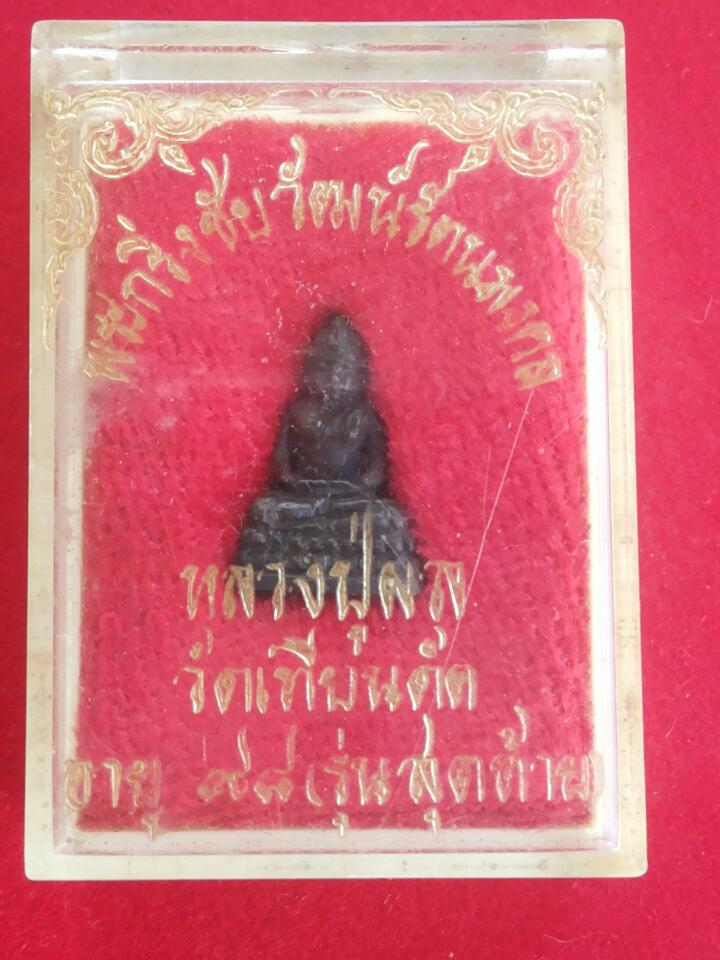 พระกริ่งชัยวัฒน์รัตนมงคล
หลวงปู่ผล
วัดเทียนดัด
อายุ ๙๘ (รุ่นสุดท้าย)